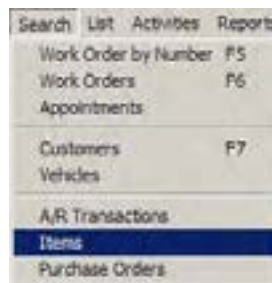 Search List Activities Report
Work Order by Number F5
Work Orders F6
Appointments
Customers F7
Vehicles
A/R Transactions
Items
Purchase Orders